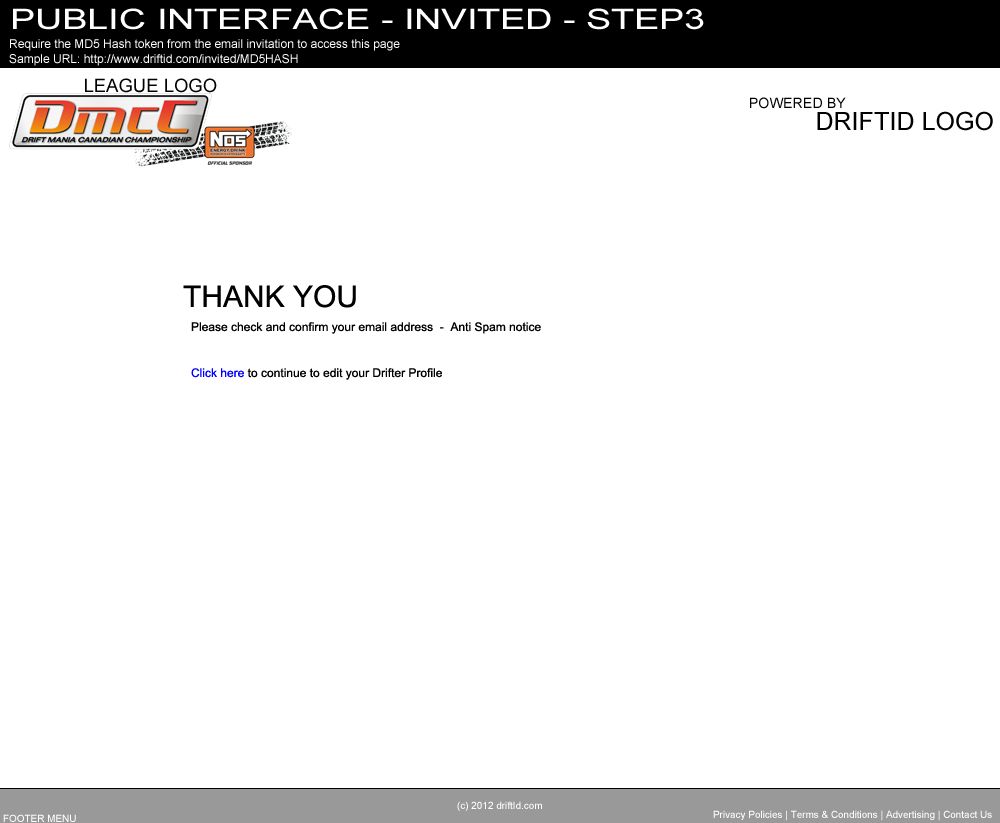 PUBLIC INTERFACE - INVITED - STEP3
Require the MD5 Hash token from the email invitation to access this page
Sample URL: http://www.driftid.com/invited/MD5HASH
LEAGUE LOGO
DMCC
DRIFT MANIA CANADIAN CHAMPIONSHIP
NOS
ENERGY DRINK
OFFICIAL SPONSOR
POWERED BY
DRIFTID LOGO
THANK YOU
Please check and confirm your email address - Anti Spam notice
Click here to continue to edit your Drifter Profile
(c) 2012 driftId.com
Privacy Policies | Terms & Conditions | Advertising | Contact Us
FOOTER MENU